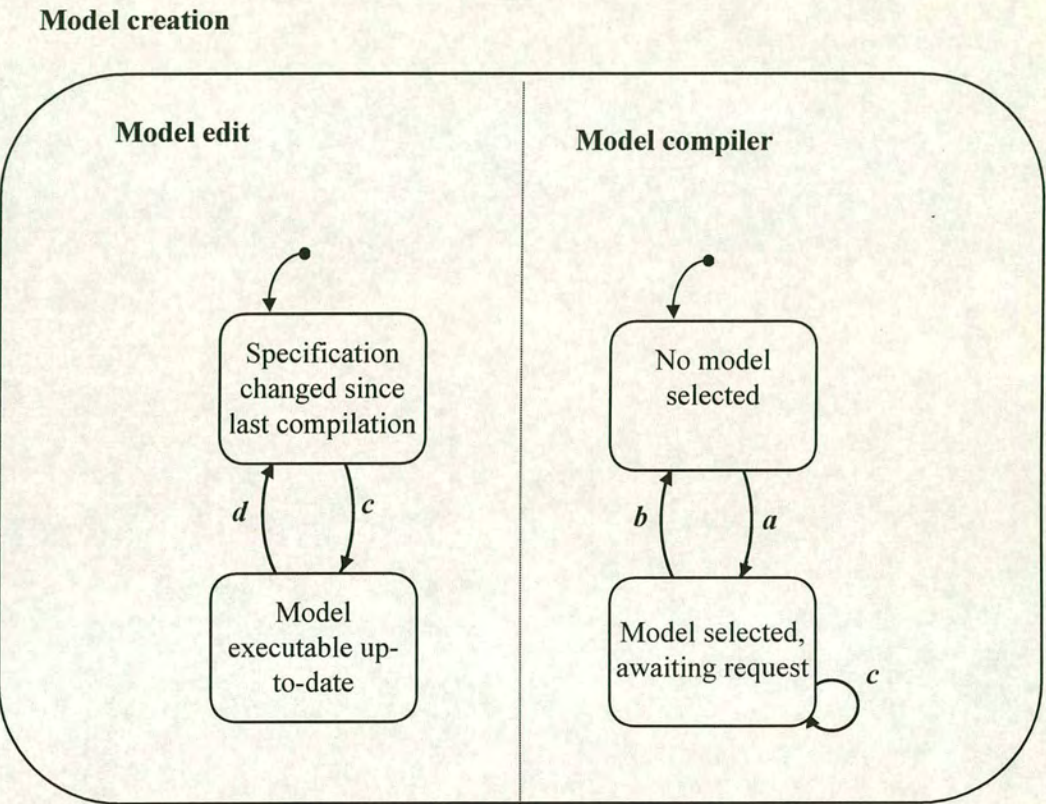 Model creation
Model edit
Model compiler
Specification
changed since
last compilation
No model
selected
d
c
b
a
Model
executable up-
to-date
Model selected,
awaiting request
c